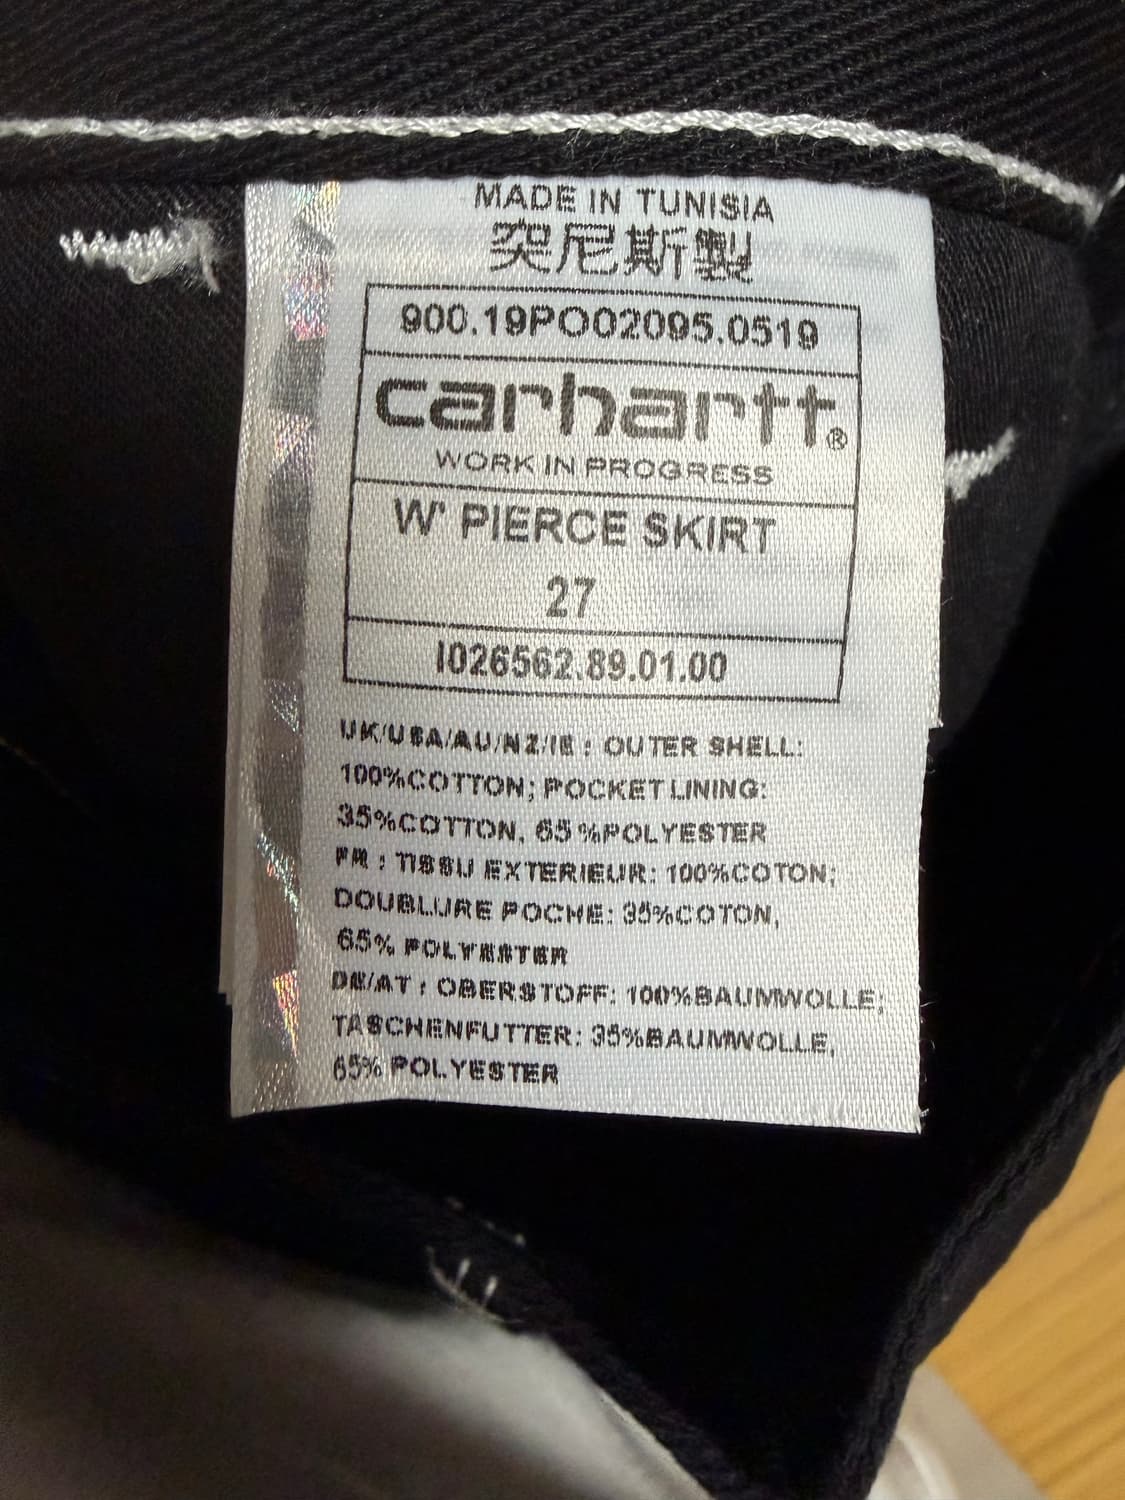 MADE IN TUNISIA
突尼斯製
900.19PO02095.0519
carhartt®
WORK IN PROGRESS
W' PIERCE SKIRT
27
I026562.89.01.00
UK/USA/AU/NZ/IE : OUTER SHELL:
100%COTTON; POCKET LINING:
35%COTTON, 65%POLYESTER
FR : TISSU EXTERIEUR: 100%COTON;
DOUBLURE POCHE: 35%COTON,
65% POLYESTER
DE/AT : OBERSTOFF: 100%BAUMWOLLE;
TASCHENFUTTER: 35%BAUMWOLLE,
65% POLYESTER